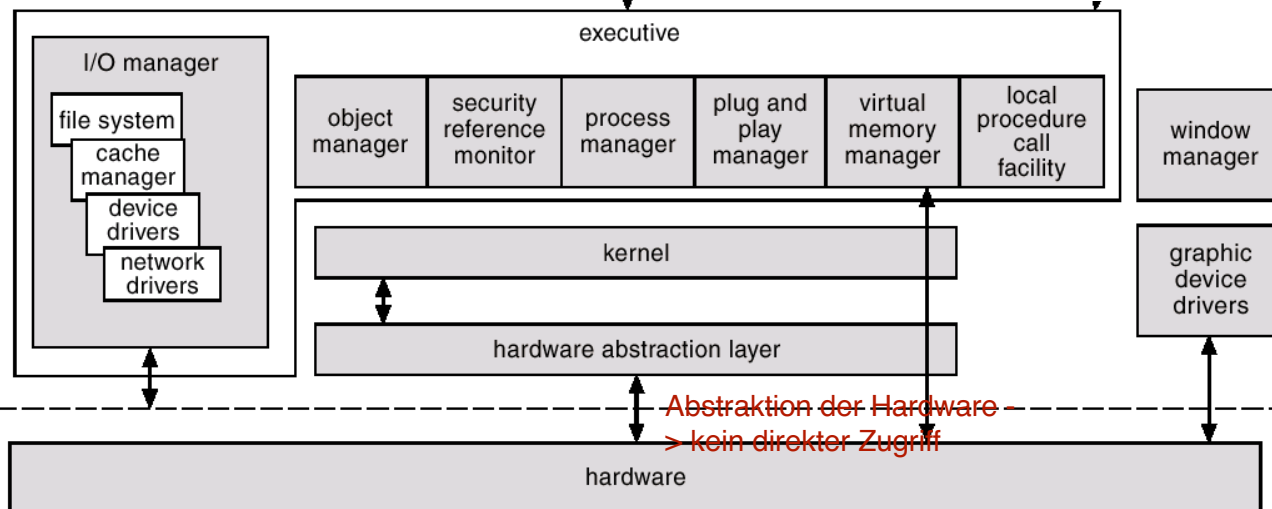 executive
I/O manager
file system
cache
manager
device
drivers
network
drivers
object
manager
security
reference
monitor
process
manager
plug and
play
manager
virtual
memory
manager
local
procedure
call
facility
window
manager
kernel
graphic
device
drivers
hardware abstraction layer
Abstraktion der Hardware -
> kein direkter Zugriff
hardware